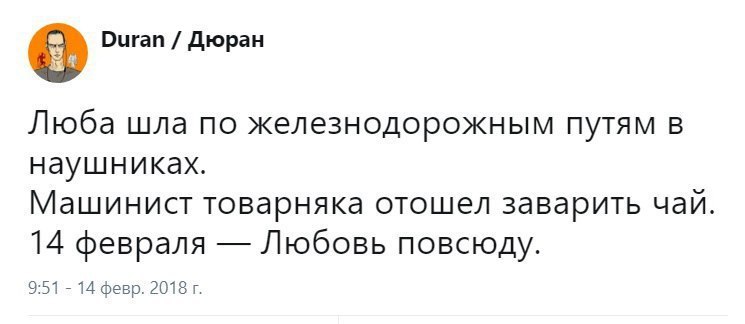 Duran / Дюран
Люба шла по железнодорожным путям в
наушниках.
Машинист товарняка отошел заварить чай.
14 февраля — Любовь повсюду.
9:51 - 14 февр. 2018 г.